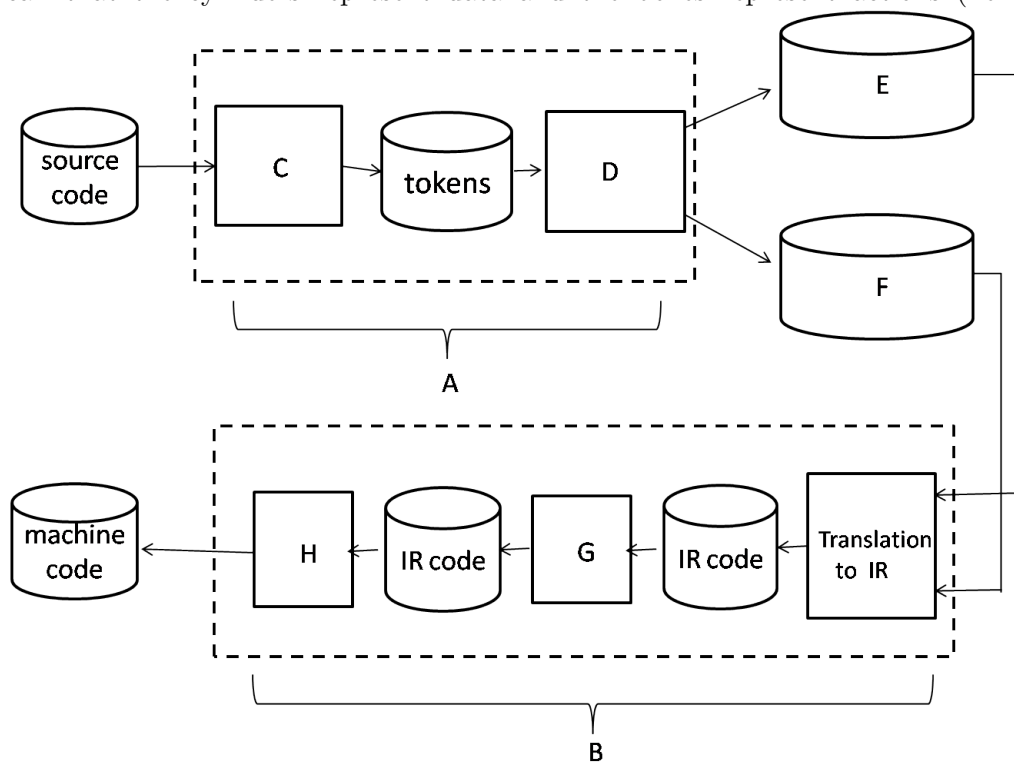 E
source
code
C
tokens
D
F
A
machine
code
H
IR code
G
IR code
Translation
to IR
B